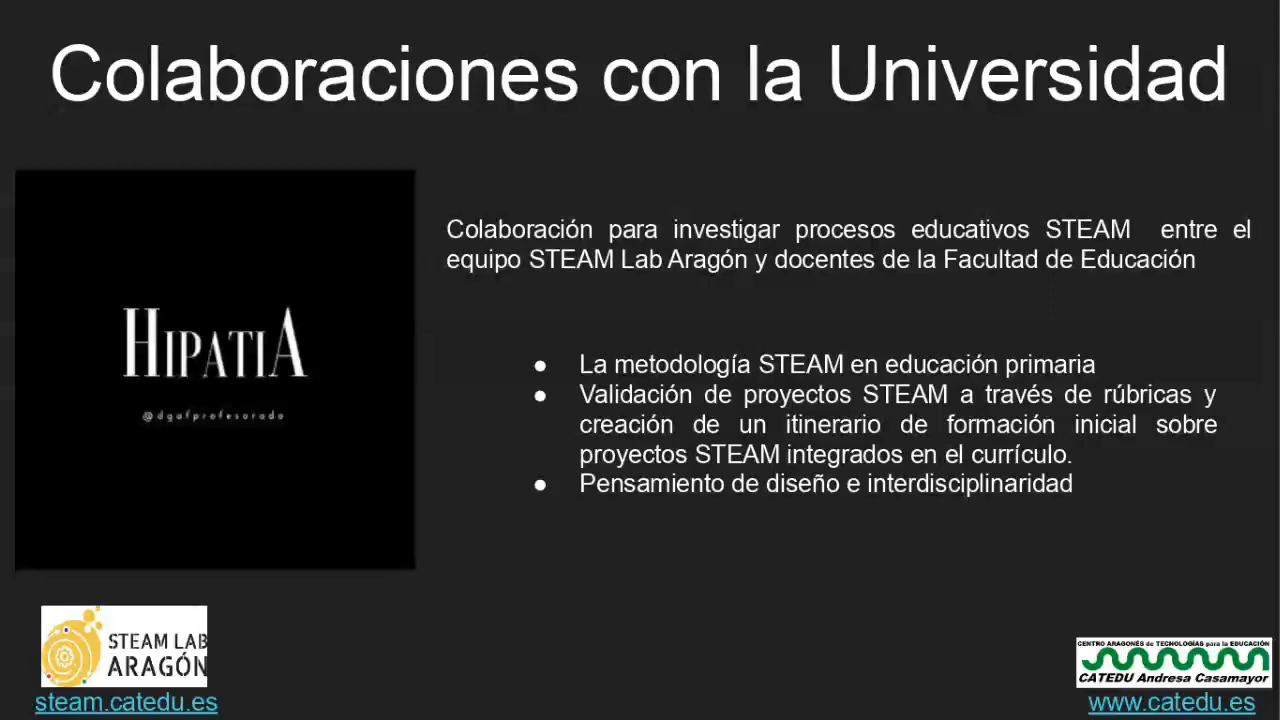 Colaboraciones con la Universidad
HIPATIA
@dgafprofesorado
Colaboración para investigar procesos educativos STEAM entre el
equipo STEAM Lab Aragón y docentes de la Facultad de Educación
● La metodología STEAM en educación primaria
● Validación de proyectos STEAM a través de rúbricas y
creación de un itinerario de formación inicial sobre
proyectos STEAM integrados en el currículo.
● Pensamiento de diseño e interdisciplinaridad
STEAM LAB
ARAGÓN
steam.catedu.es
CENTRO ARAGONÉS de TECNOLOGÍAS para la EDUCACIÓN
CATEDU Andresa Casamayor
www.catedu.es